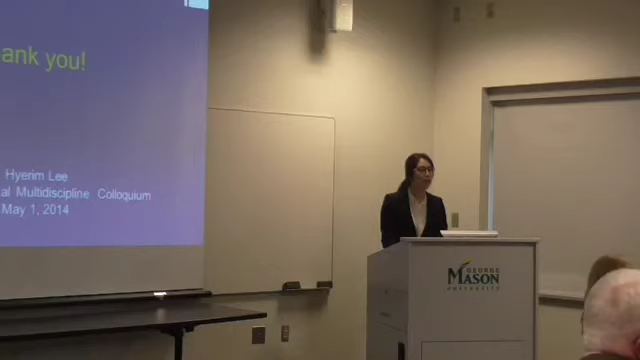 ank you!
Hyerim Lee
al Multidiscipline Colloquium
May 1, 2014
GEORGE
MASON
UNIVERSITY